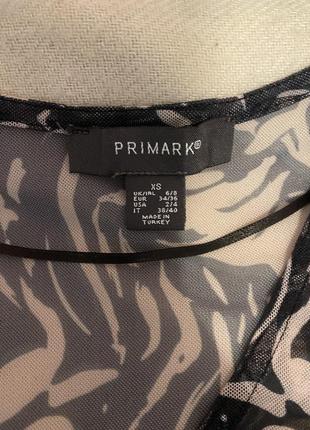 PRIMARK®
XS
UK/IRL 6/8
EUR 34/36
USA 2/4
IT 38/40
MADE IN
TURKEY